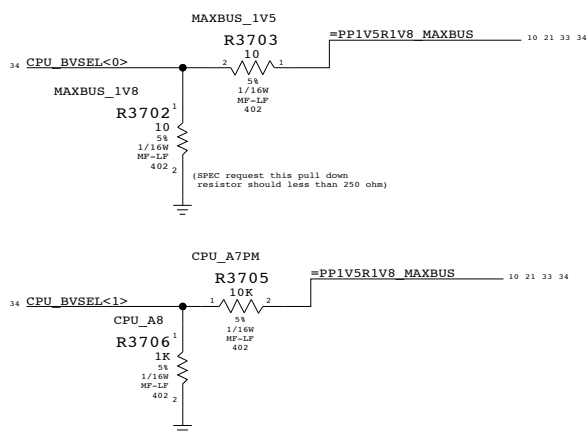 MAXBUS_1V5
R3703
=PP1V5R1V8_MAXBUS 10 21 33 34
34 CPU_BVSEL<0>
10
2 1
5%
1/16W
MF-LF
402
MAXBUS_1V8
R3702 1
10
5%
1/16W
MF-LF
402 2
(SPEC request this pull down
resistor should less than 250 ohm)
CPU_A7PM
R3705
=PP1V5R1V8_MAXBUS 10 21 33 34
10K
34 CPU_BVSEL<1>
1 2
5%
1/16W
MF-LF
402
CPU_A8
R3706 1
1K
5%
1/16W
MF-LF
402 2